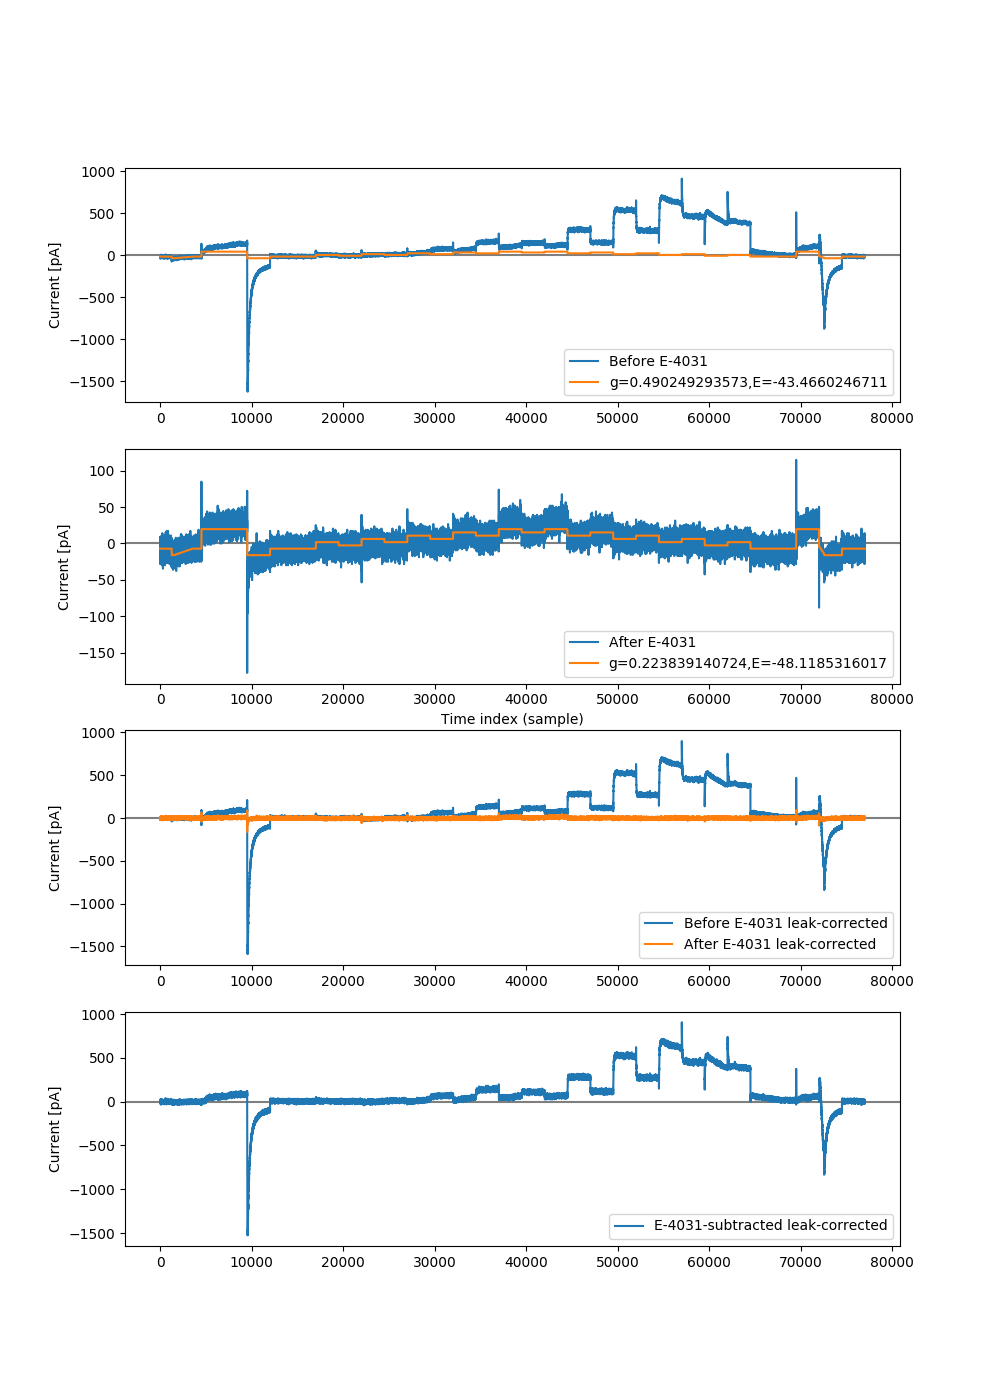 1000
500
0
−500
−1000
−1500
Current [pA]
Before E-4031
g=0.490249293573,E=-43.4660246711
0 10000 20000 30000 40000 50000 60000 70000 80000
100
50
0
−50
−100
−150
Current [pA]
After E-4031
g=0.223839140724,E=-48.1185316017
0 10000 20000 30000 40000 50000 60000 70000 80000
Time index (sample)
1000
500
0
−500
−1000
−1500
Current [pA]
Before E-4031 leak-corrected
After E-4031 leak-corrected
0 10000 20000 30000 40000 50000 60000 70000 80000
1000
500
0
−500
−1000
−1500
Current [pA]
E-4031-subtracted leak-corrected
0 10000 20000 30000 40000 50000 60000 70000 80000